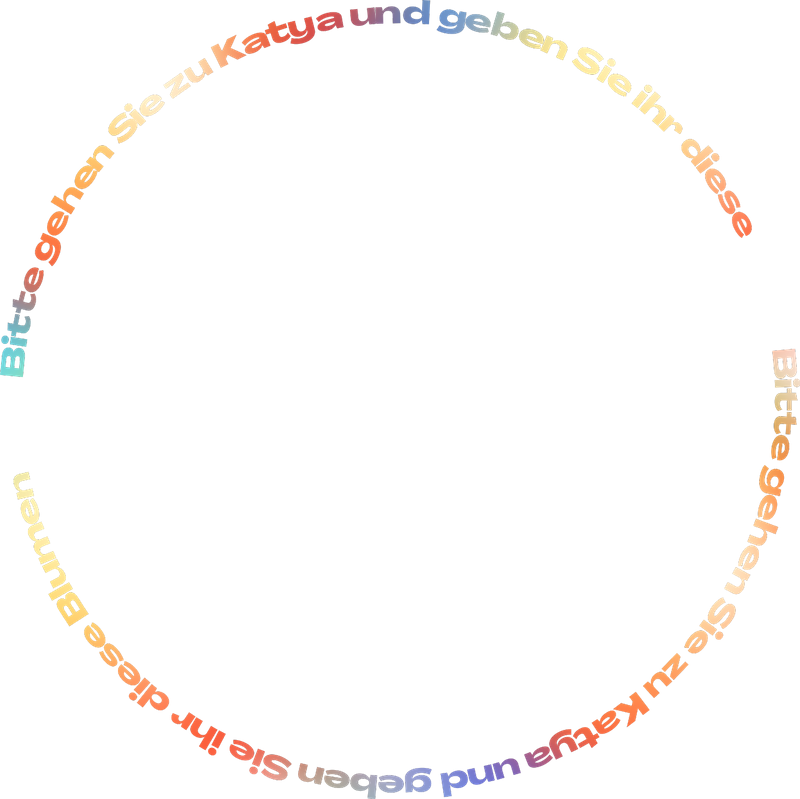 Bitte gehen Sie zu Katya und geben Sie ihr diese
Bitte gehen Sie zu Katya und geben Sie ihr diese Blumen